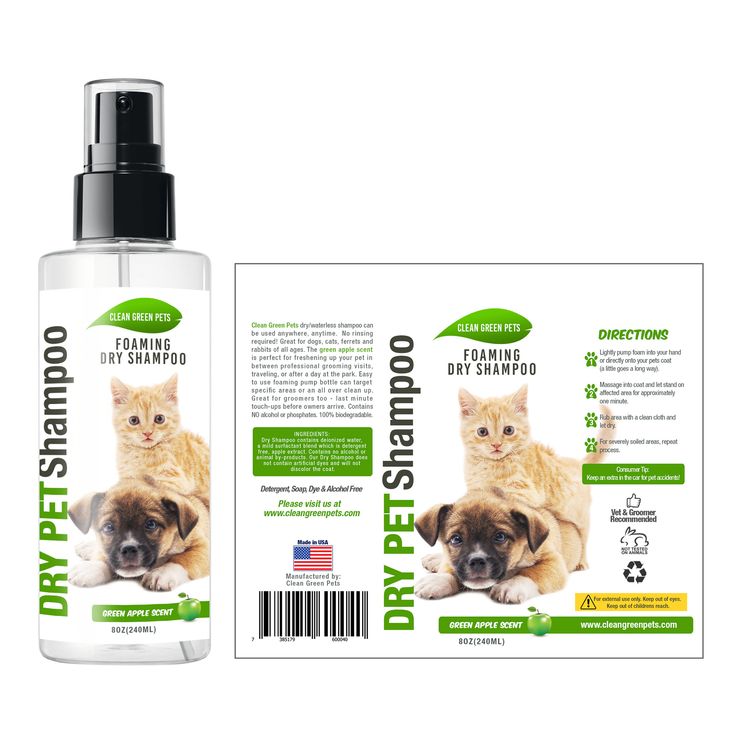 CLEAN GREEN PETS
FOAMING
DRY SHAMPOO
DRY PET Shampoo
GREEN APPLE SCENT
8OZ(240ML)
Clean Green Pets dry/waterless shampoo can
be used anywhere, anytime. No rinsing
required! Great for dogs, cats, ferrets and
rabbits of all ages. The green apple scent
is perfect for freshening up your pet in
between professional grooming visits,
traveling, or after a day at the park. Easy
to use foaming pump bottle can target
specific areas or an all over clean up.
Great for groomers too - last minute
touch-ups before owners arrive. Contains
NO alcohol or phosphates. 100% biodegradable.
INGREDIENTS:
Dry Shampoo contains deionized water,
a mild surfactant blend which is detergent
free, apple extract. Contains no alcohol or
animal by-products. Our Dry Shampoo does
not contain artificial dyes and will not
discolor the coat.
Detergent, Soap, Dye & Alcohol Free
Please visit us at
www.cleangreenpets.com
Made in USA
Manufactured by:
Clean Green Pets
7 385179 600040
DRY PET Shampoo
CLEAN GREEN PETS
FOAMING
DRY SHAMPOO
GREEN APPLE SCENT
8OZ(240ML)
DIRECTIONS
1 Lightly pump foam into your hand
or directly onto your pets coat
(a little goes a long way).
2 Massage into coat and let stand on
affected area for approximately
one minute.
3 Rub area with a clean cloth and
let dry.
4 For severely soiled areas, repeat
process.
Consumer Tip:
Keep an extra in the car for pet accidents!
Vet & Groomer
Recommended
NOT TESTED
ON ANIMALS
For external use only. Keep out of eyes.
Keep out of childrens reach.
www.cleangreenpets.com